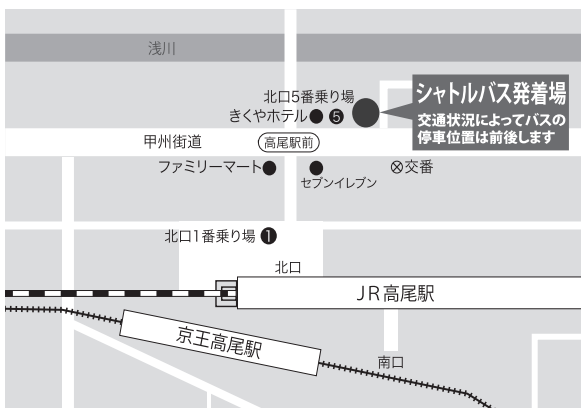 浅川
北口5番乗り場
シャトルバス発着場
きくやホテル ❺
交通状況によってバスの
停車位置は前後します
甲州街道
高尾駅前
ファミリーマート
交番
セブンイレブン
北口1番乗り場 ❶
北口
JR高尾駅
京王高尾駅
南口